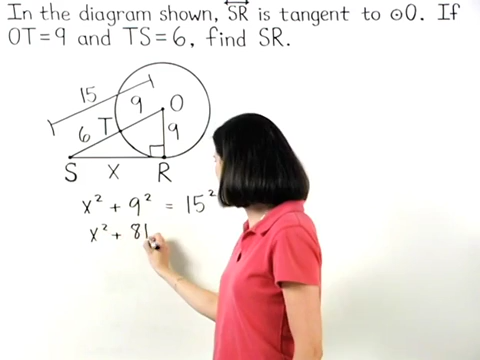 In the diagram shown, SR is tangent to ⊙O. If
OT=9 and TS=6, find SR.
15
9
O
6
T
9
S
X
R
x² + 9² = 15²
x² + 81